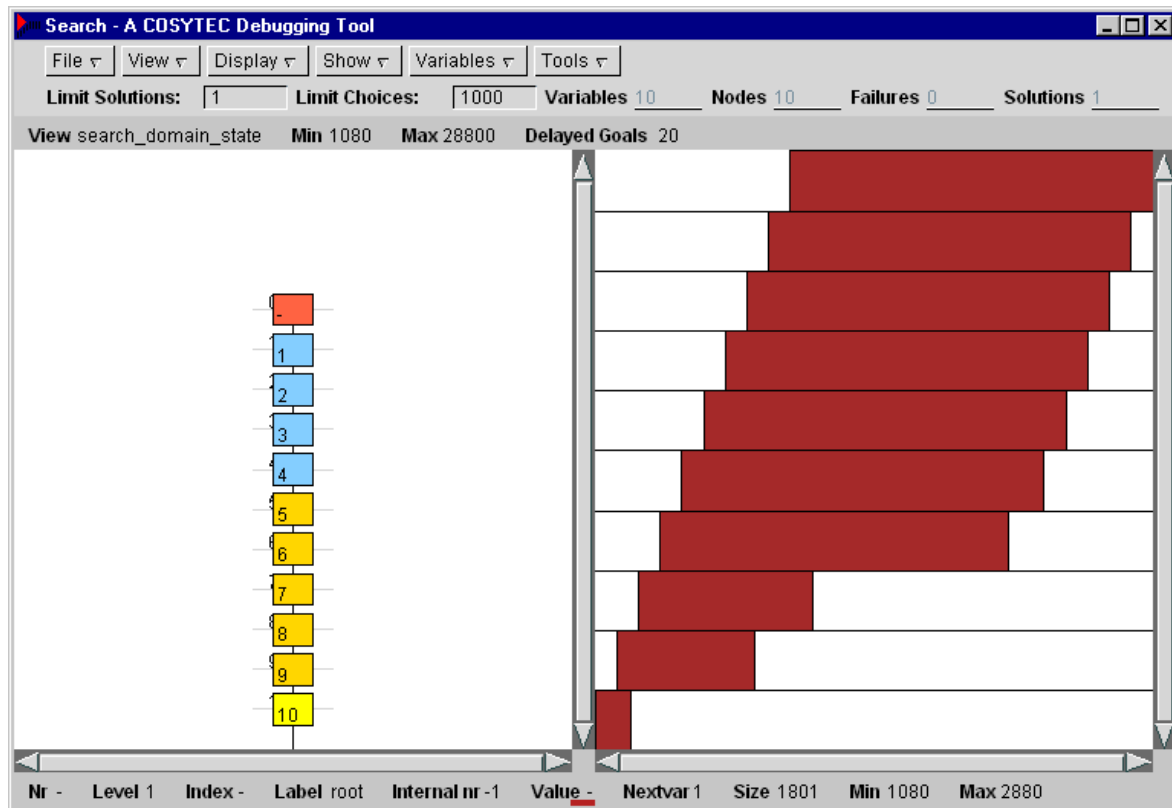 Search - A COSYTEC Debugging Tool
File View Display Show Variables Tools
Limit Solutions: 1 Limit Choices: 1000 Variables 10 Nodes 10 Failures 0 Solutions 1
View search_domain_state Min 1080 Max 28800 Delayed Goals 20
-
1
2
3
4
5
6
7
8
9
10
Nr - Level 1 Index - Label root Internal nr -1 Value - Nextvar 1 Size 1801 Min 1080 Max 2880